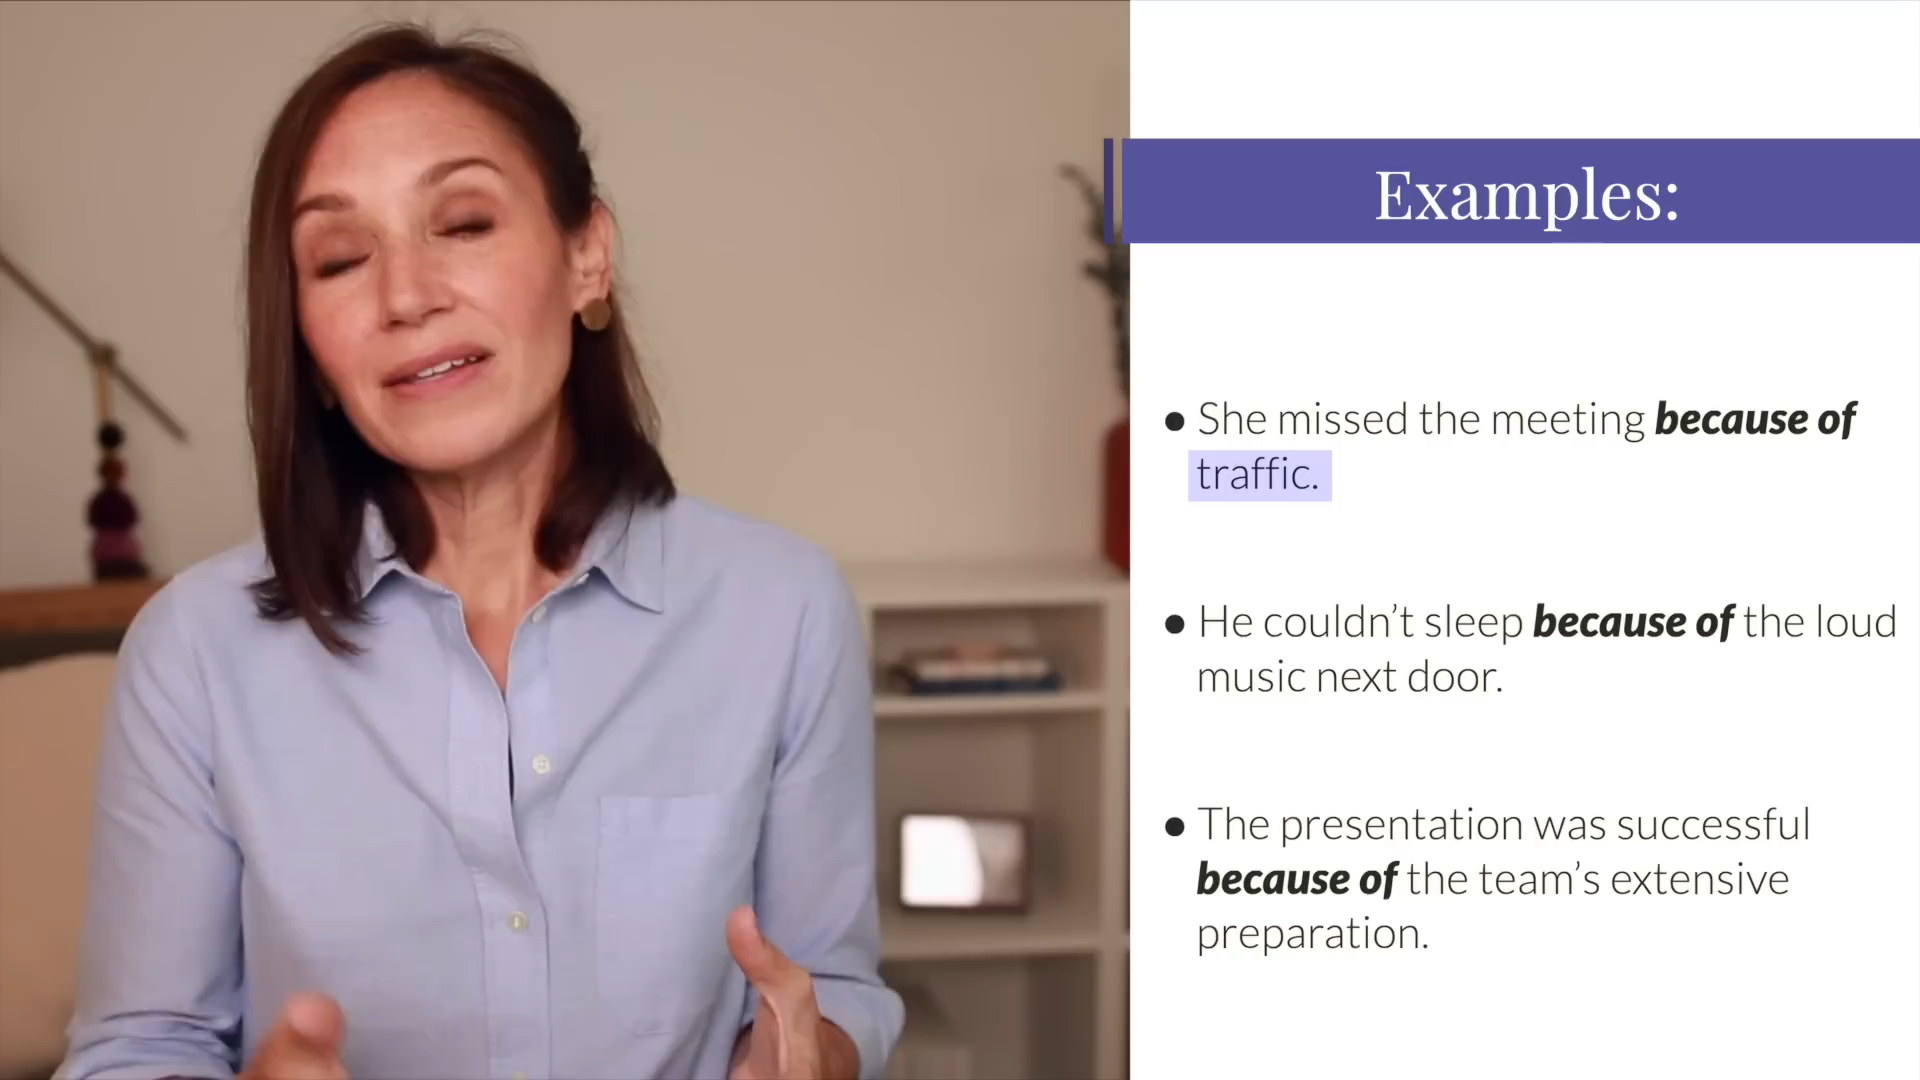 Examples:
● She missed the meeting because of
traffic.
● He couldn’t sleep because of the loud
music next door.
● The presentation was successful
because of the team’s extensive
preparation.